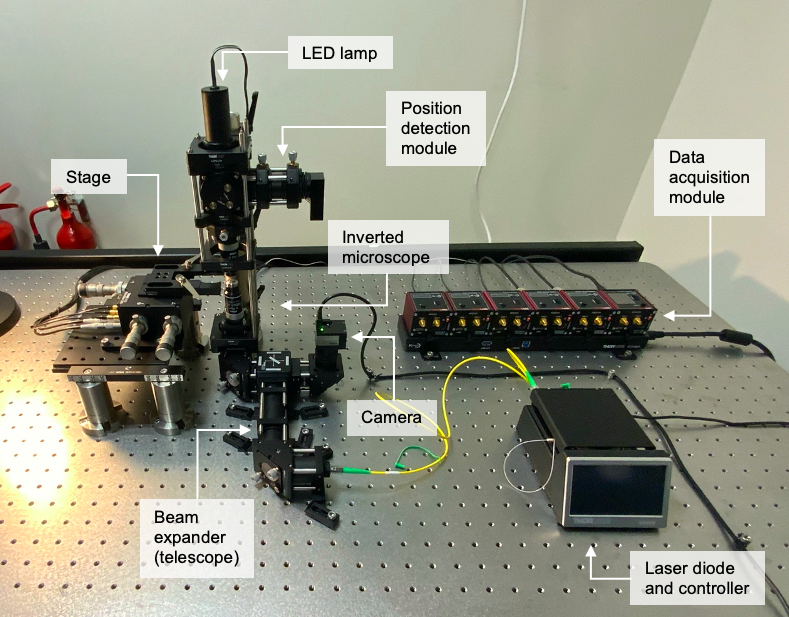 LED lamp
Position
detection
module
Data
acquisition
module
Stage
Inverted
microscope
Camera
Beam
expander
(telescope)
Laser diode
and controller